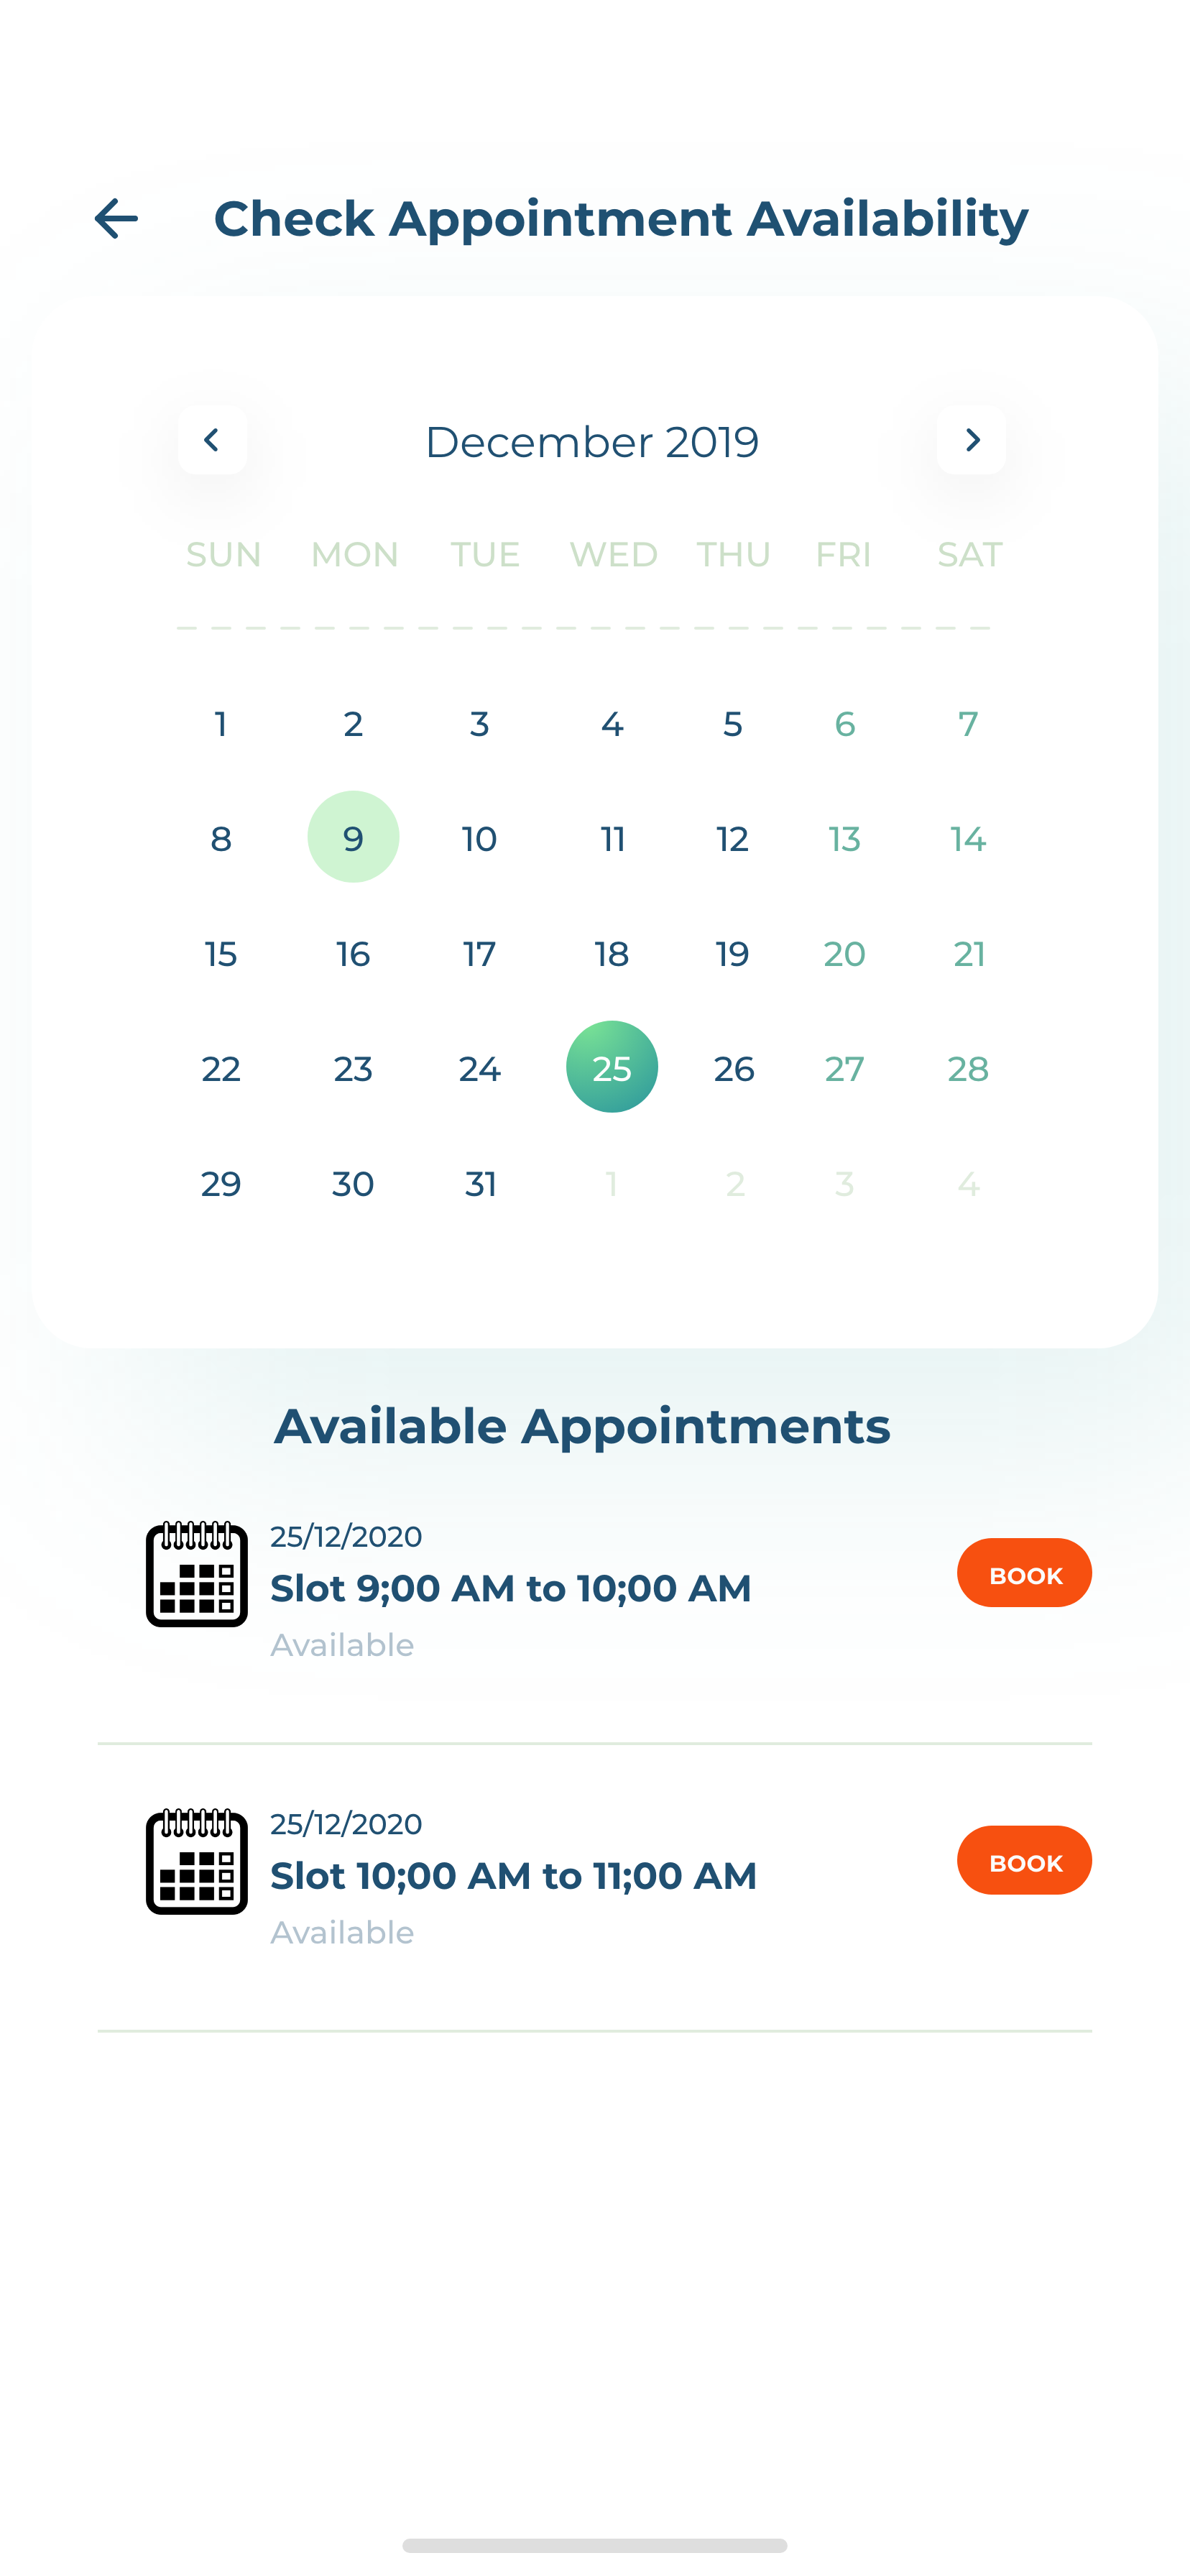 Check Appointment Availability
December 2019
SUN MON TUE WED THU FRI SAT
1 2 3 4 5 6 7
8 9 10 11 12 13 14
15 16 17 18 19 20 21
22 23 24 25 26 27 28
29 30 31 1 2 3 4
Available Appointments
25/12/2020
Slot 9;00 AM to 10;00 AM
BOOK
Available
25/12/2020
Slot 10;00 AM to 11;00 AM
BOOK
Available